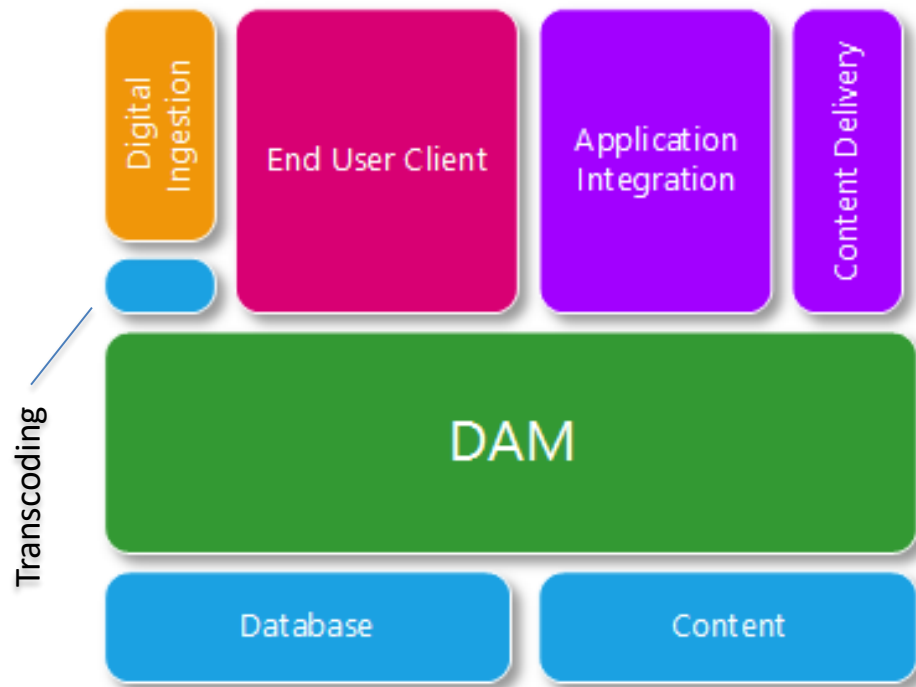 Digital
Ingestion
End User Client
Application
Integration
Content Delivery
Transcoding
DAM
Database
Content